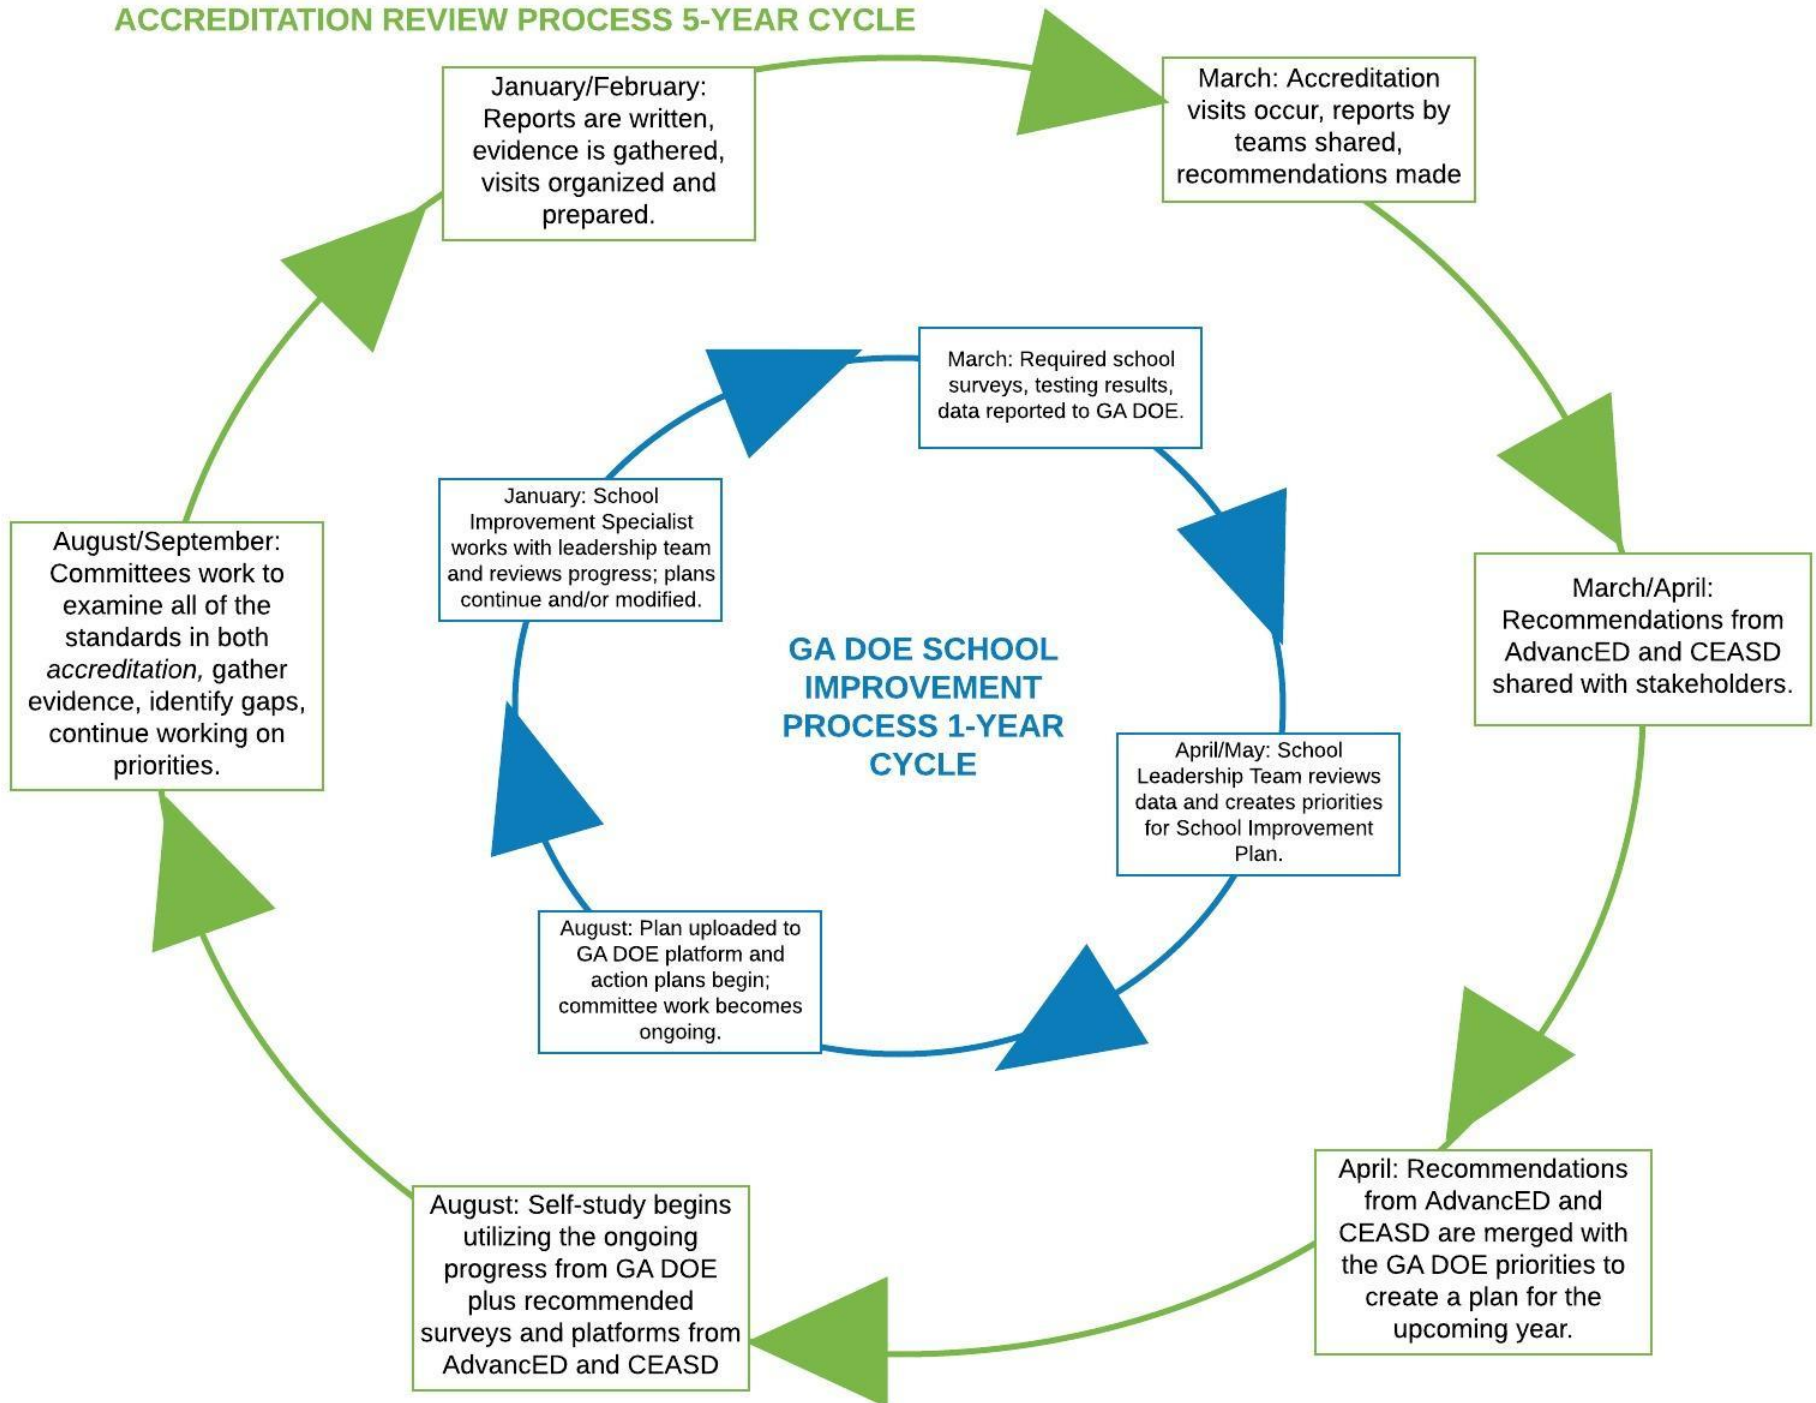 ACCREDITATION REVIEW PROCESS 5-YEAR CYCLE
January/February:
Reports are written,
evidence is gathered,
visits organized and
prepared.
March: Accreditation
visits occur, reports by
teams shared,
recommendations made
March/April:
Recommendations from
AdvancED and CEASD
shared with stakeholders.
April: Recommendations
from AdvancED and
CEASD are merged with
the GA DOE priorities to
create a plan for the
upcoming year.
August: Self-study begins
utilizing the ongoing
progress from GA DOE
plus recommended
surveys and platforms from
AdvancED and CEASD
August/September:
Committees work to
examine all of the
standards in both
accreditation, gather
evidence, identify gaps,
continue working on
priorities.
GA DOE SCHOOL
IMPROVEMENT
PROCESS 1-YEAR
CYCLE
March: Required school
surveys, testing results,
data reported to GA DOE.
April/May: School
Leadership Team reviews
data and creates priorities
for School Improvement
Plan.
August: Plan uploaded to
GA DOE platform and
action plans begin;
committee work becomes
ongoing.
January: School
Improvement Specialist
works with leadership team
and reviews progress; plans
continue and/or modified.